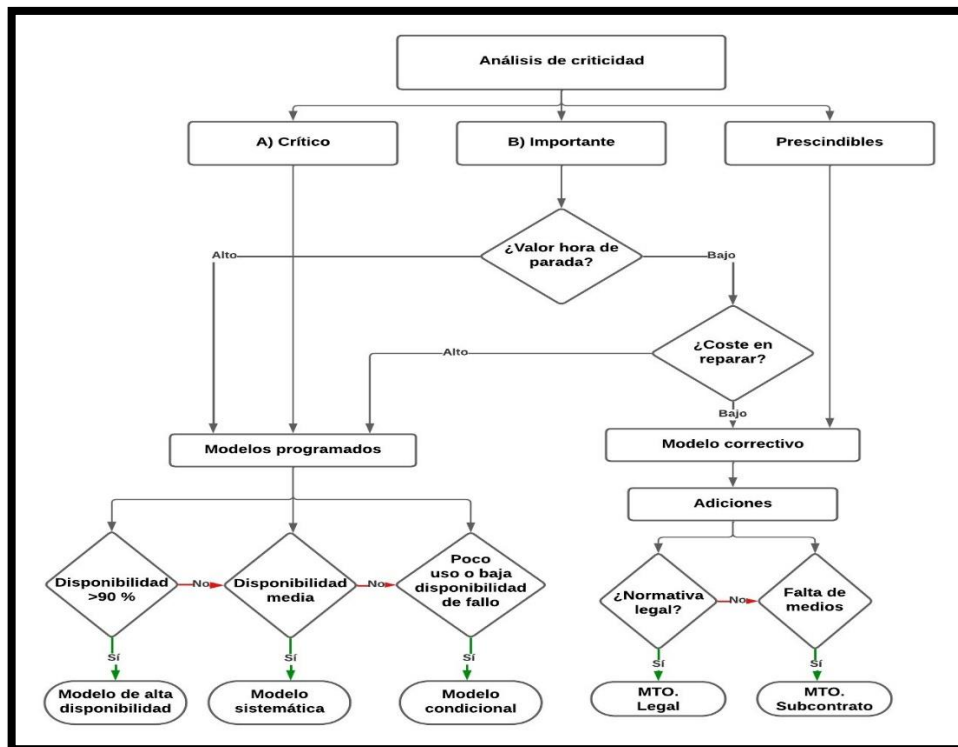 Análisis de criticidad
A) Crítico
B) Importante
Prescindibles
¿Valor hora de
parada?
Alto
Bajo
¿Coste en
reparar?
Alto
Bajo
Modelos programados
Modelo correctivo
Adiciones
Disponibilidad
>90 %
No
Disponibilidad
media
No
Poco
uso o baja
disponibilidad
de fallo
¿Normativa
legal?
No
Falta de
medios
Sí
Sí
Sí
Sí
Sí
Modelo de alta
disponibilidad
Modelo
sistemática
Modelo
condicional
MTO.
Legal
MTO.
Subcontrato